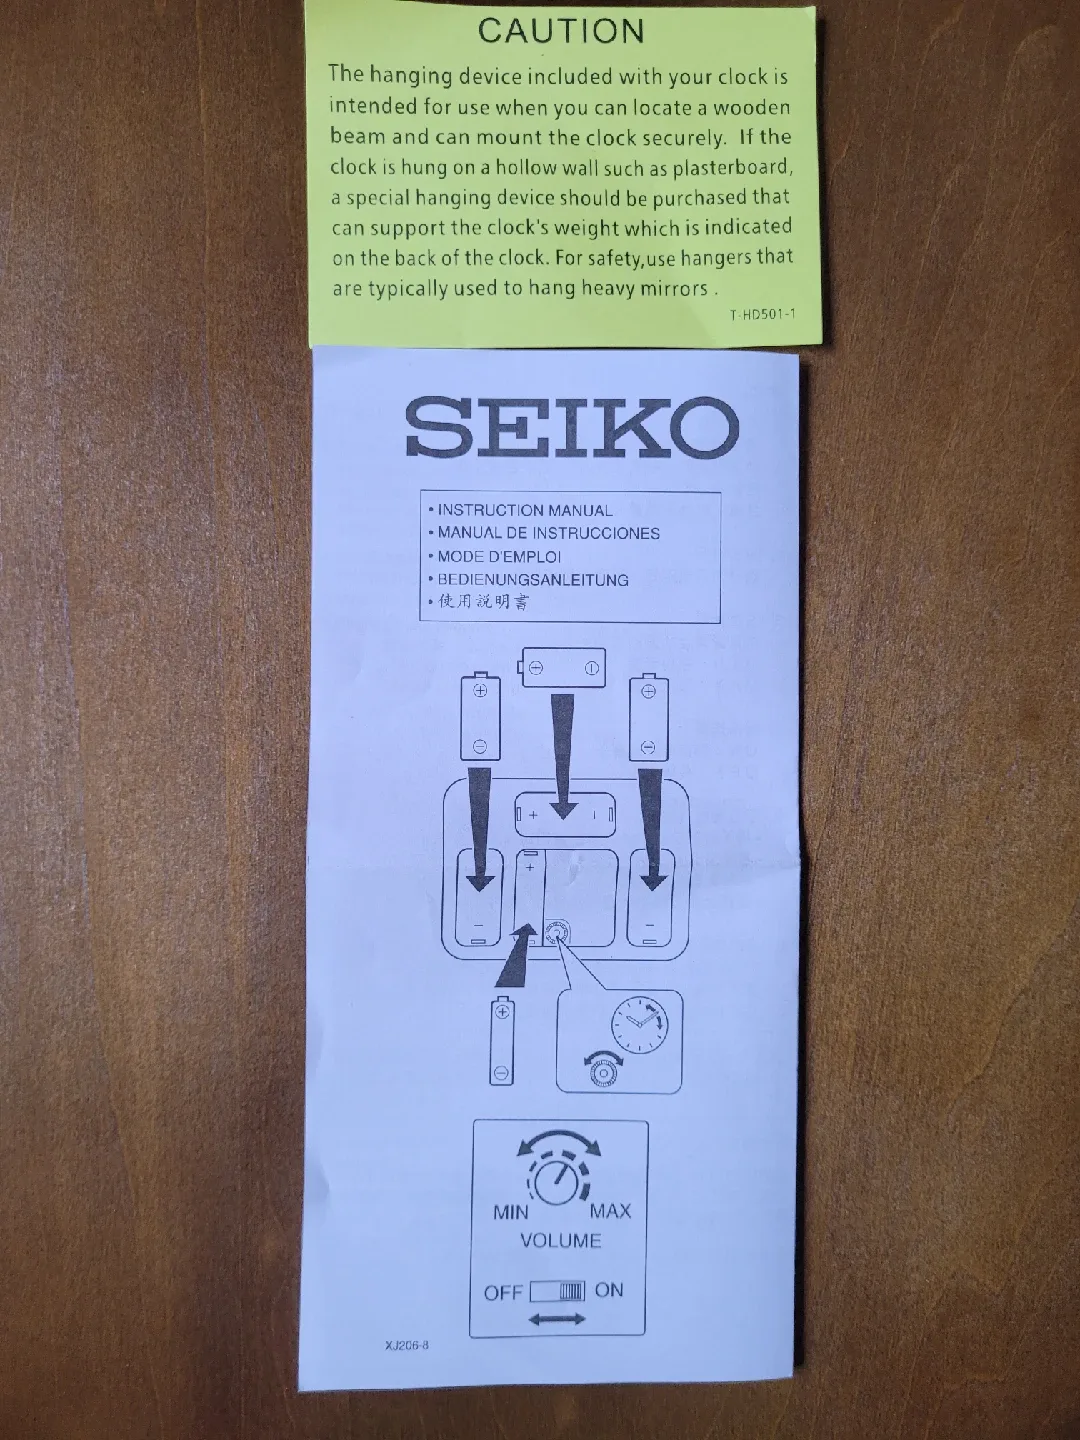 CAUTION
The hanging device included with your clock is
intended for use when you can locate a wooden
beam and can mount the clock securely. If the
clock is hung on a hollow wall such as plasterboard,
a special hanging device should be purchased that
can support the clock's weight which is indicated
on the back of the clock. For safety,use hangers that
are typically used to hang heavy mirrors .
T-HD501-1
SEIKO
• INSTRUCTION MANUAL
• MANUAL DE INSTRUCCIONES
• MODE D'EMPLOI
• BEDIENUNGSANLEITUNG
• 使用説明書
MIN MAX
VOLUME
OFF ON
XJ206-8